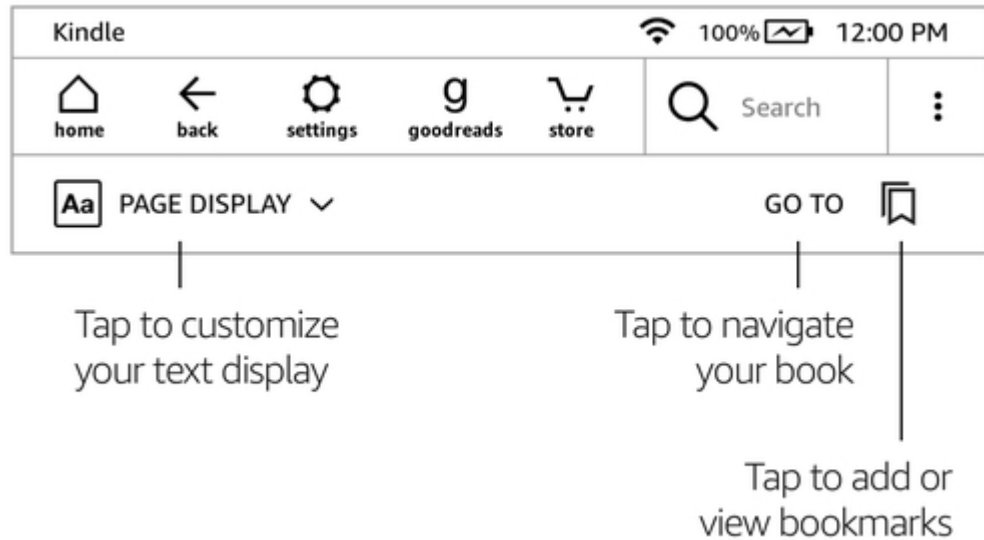 Kindle 100% 12:00 PM
home back settings goodreads store Search
g
Aa PAGE DISPLAY GO TO
Tap to customize
your text display
Tap to navigate
your book
Tap to add or
view bookmarks